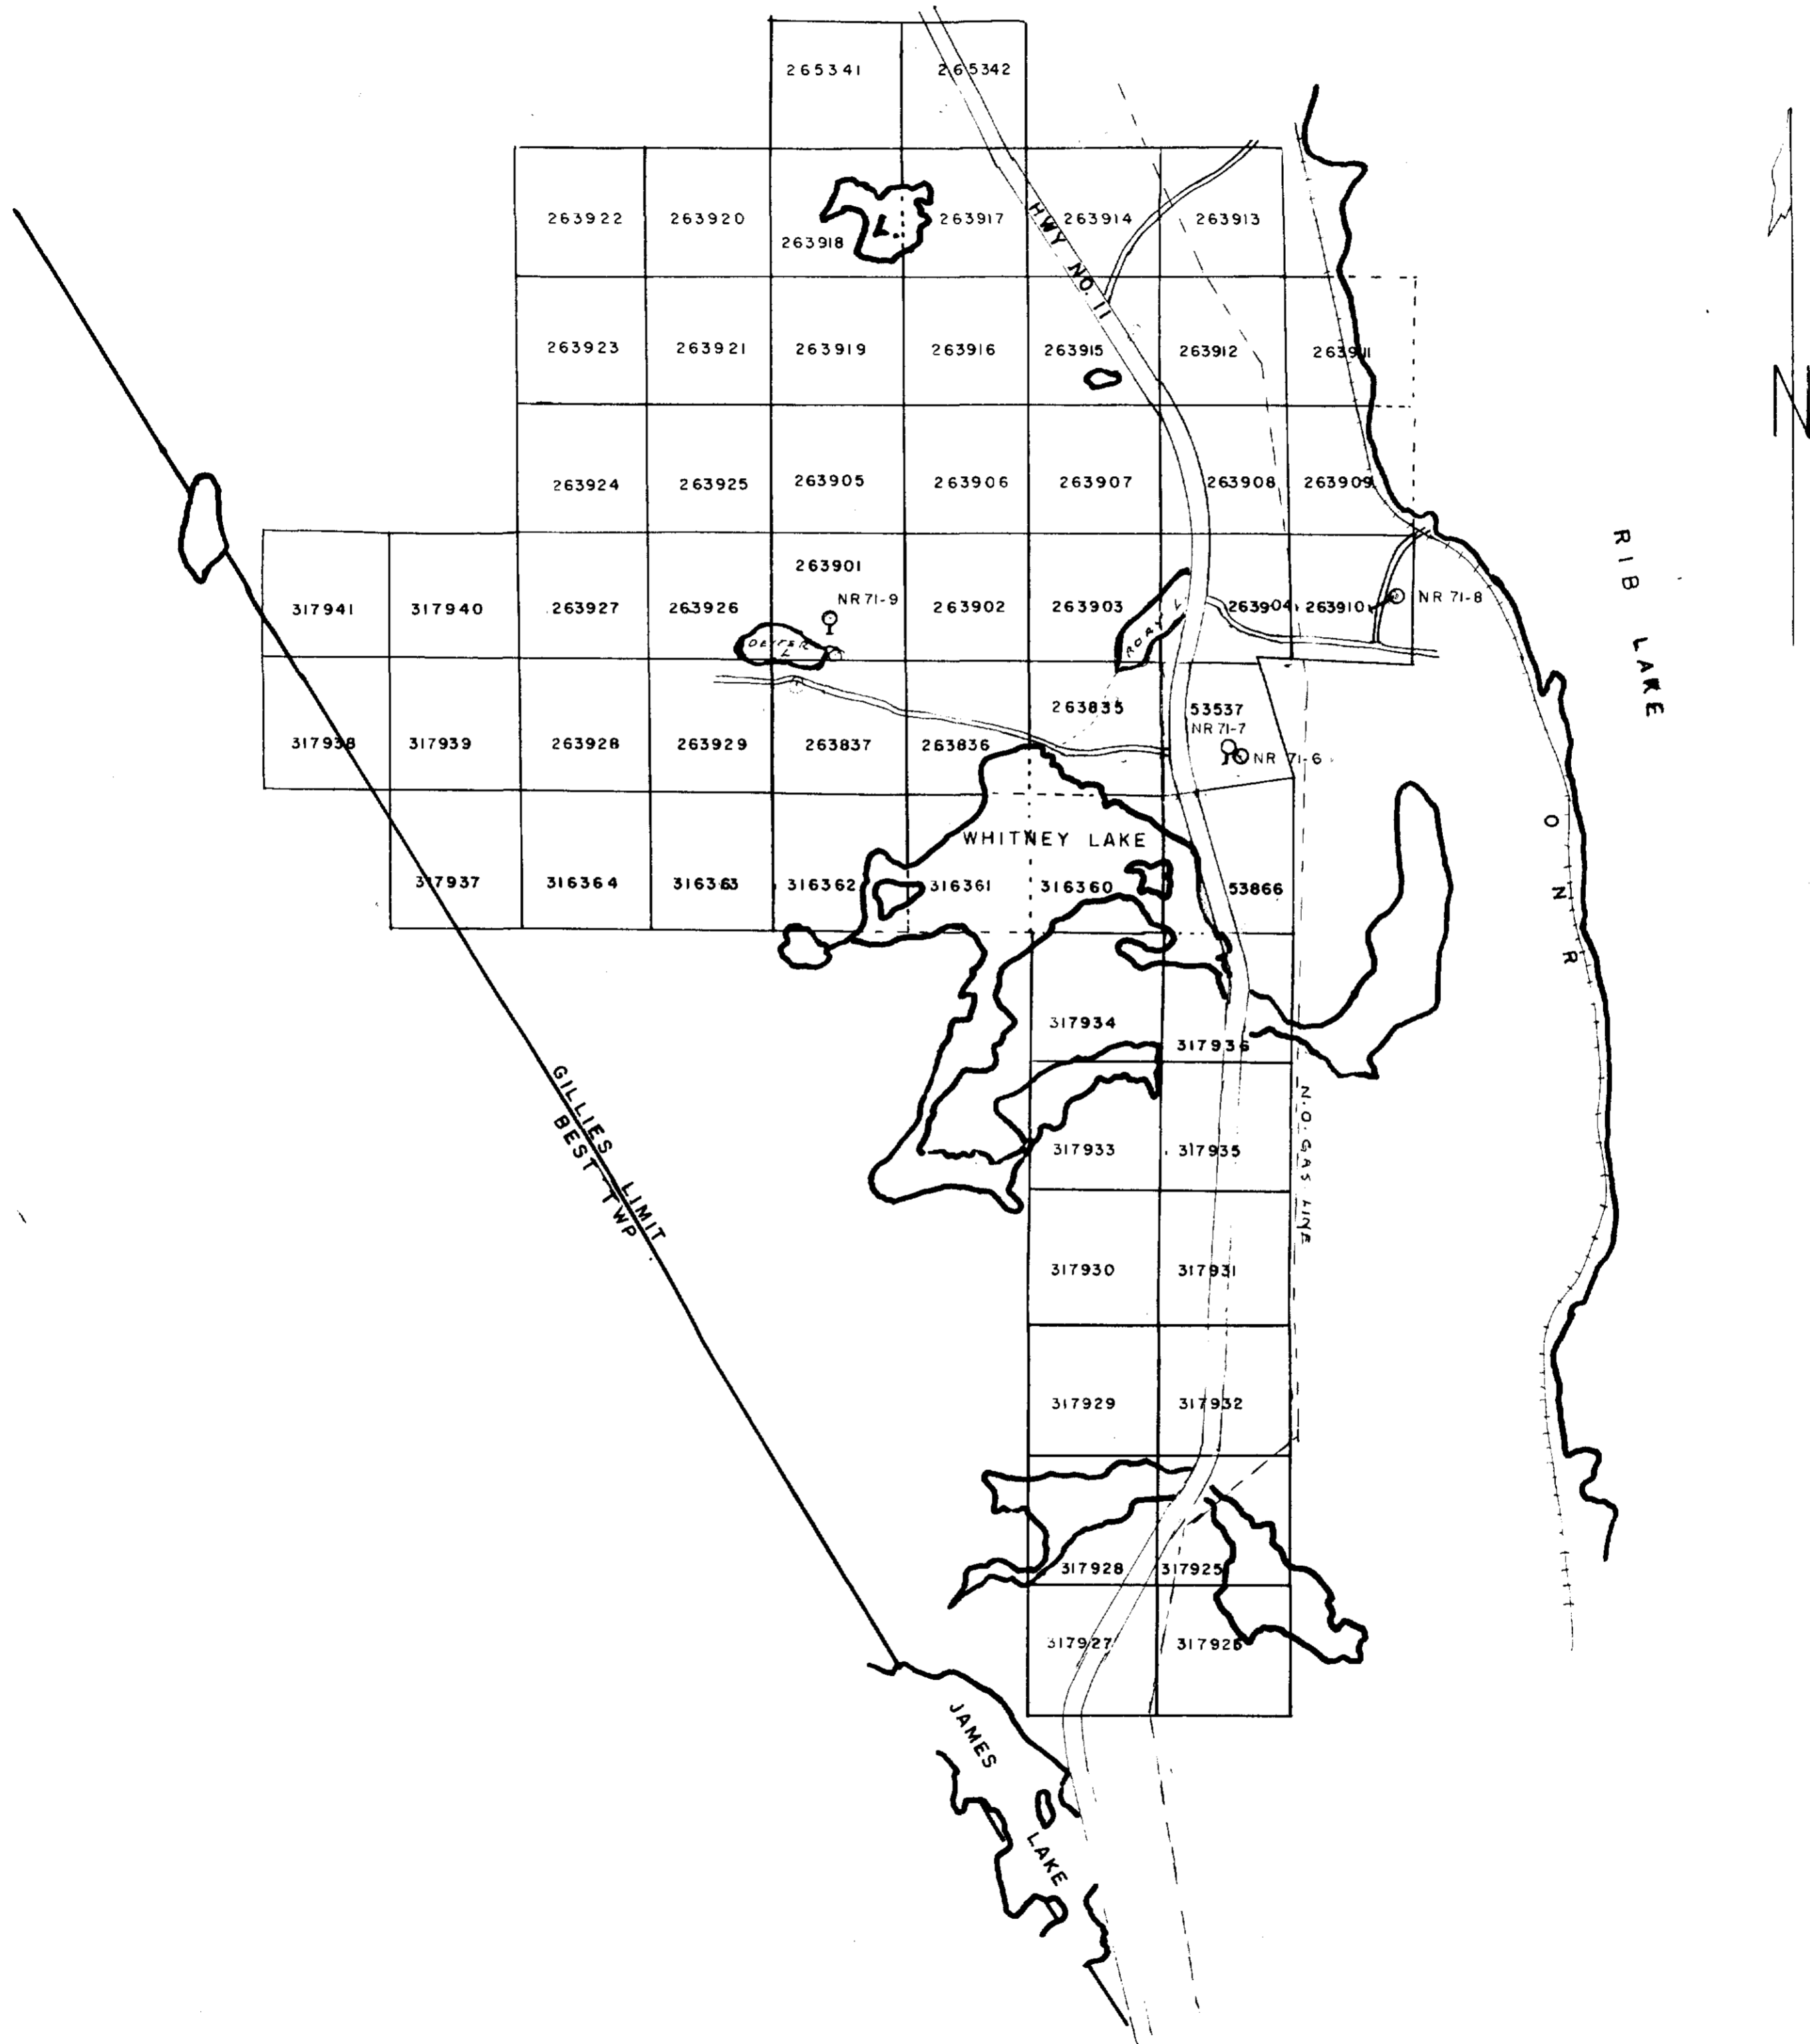 265341 265342
263922 263920 263918 L. 263917 263914 263913
HWY NO. 11
263923 263921 263919 263916 263915 263912 263911
N
263924 263925 263905 263906 263907 263908 263909
263901
NR 71-9
317941 317940 263927 263926 263902 263903 263904 263910 NR 71-8
RORY L
L
RIB LAKE
263835 53537
NR 71-7
317938 317939 263928 263929 263837 263836 NR 71-6
WHITNEY LAKE
O N R
317937 316364 316363 316362 316361 316360 53866
317934
317936
GILLIES LIMIT
BEST TWP
N.O. GAS LINE
317933 317935
317930 317931
317929 317932
317928 317925
317927 317926
JAMES LAKE